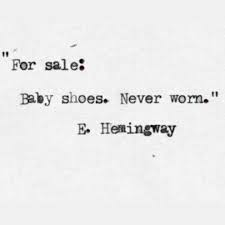 "For sale:
Baby shoes. Never worn."
E. Hemingway